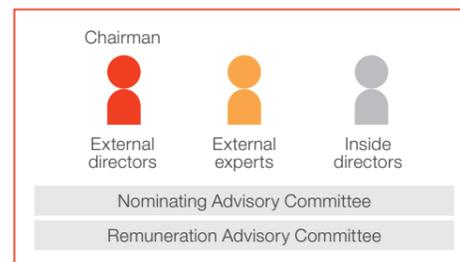 Chairman
External
directors
External
experts
Inside
directors
Nominating Advisory Committee
Remuneration Advisory Committee